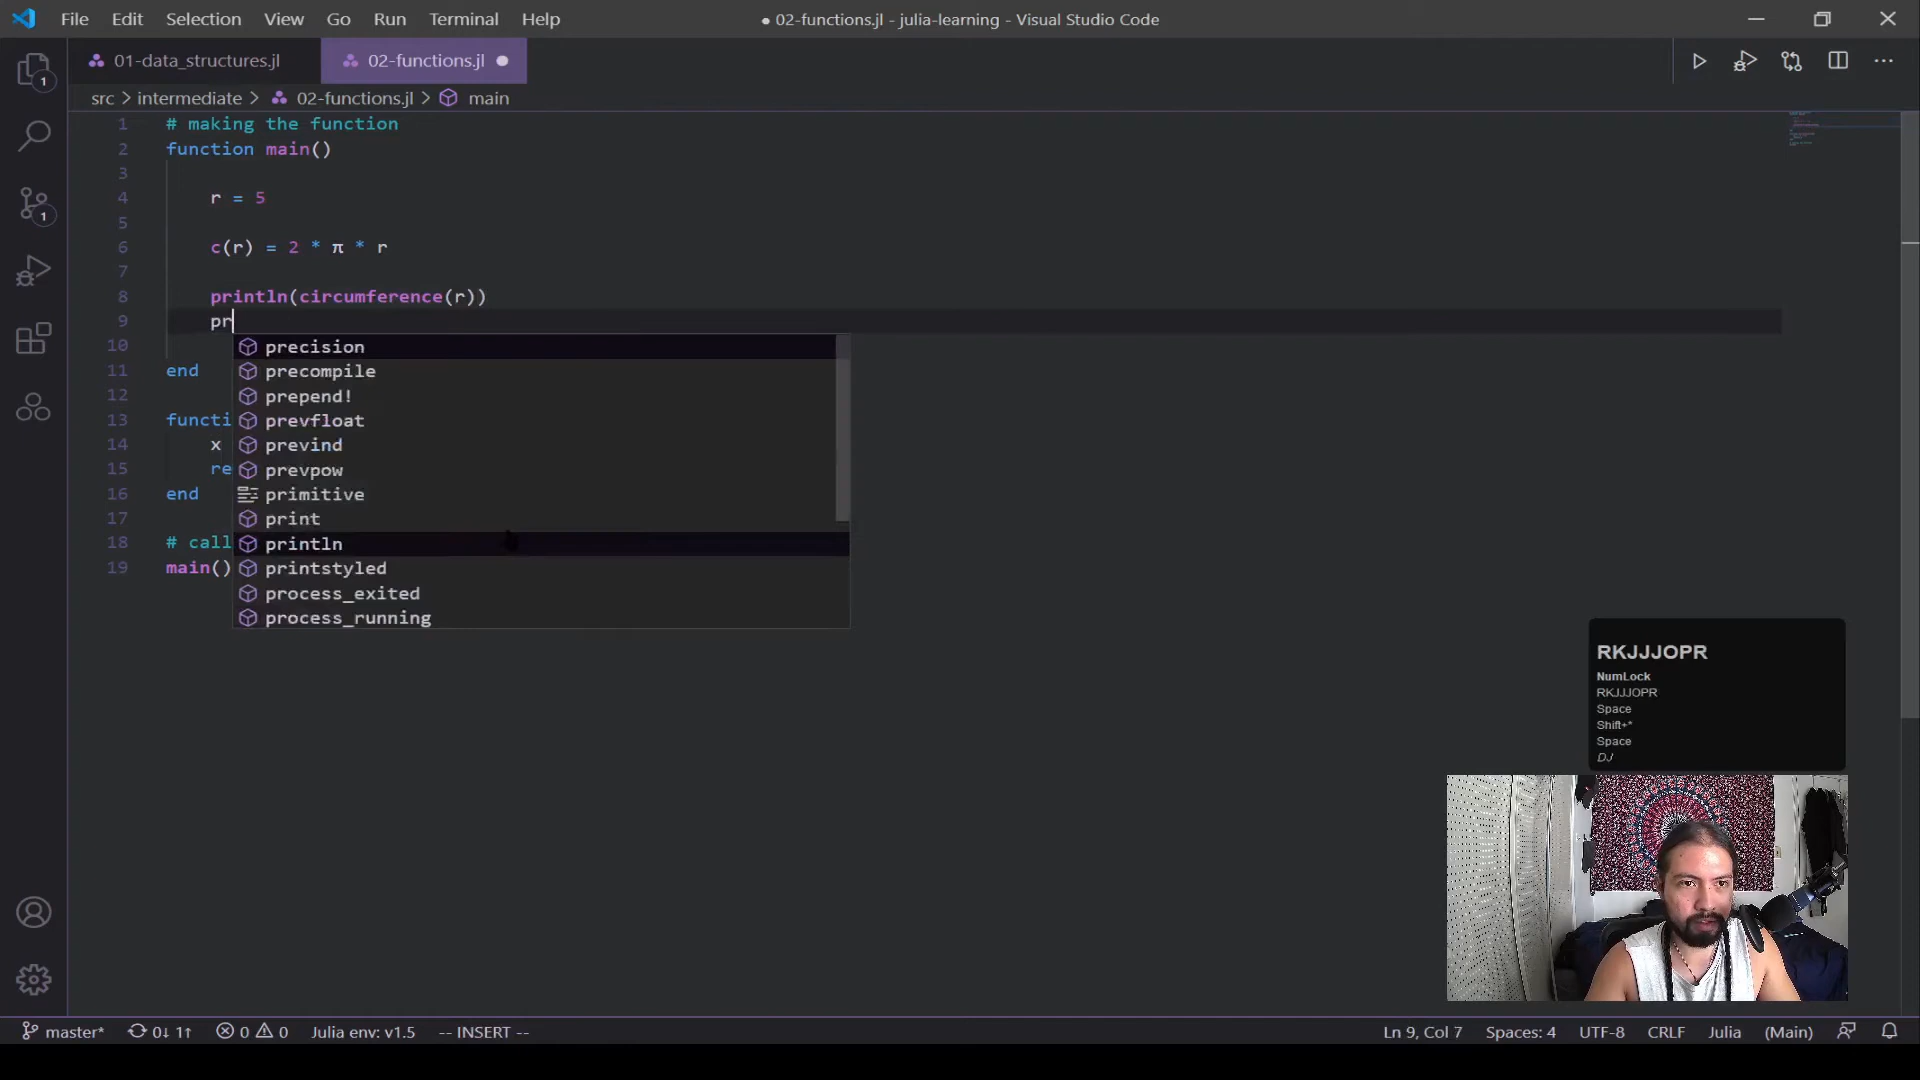 File Edit Selection View Go Run Terminal Help
● 02-functions.jl - julia-learning - Visual Studio Code
01-data_structures.jl
02-functions.jl
src > intermediate > 02-functions.jl > main
1 # making the function
2 function main()
3
4 r = 5
5
6 c(r) = 2 * π * r
7
8 println(circumference(r))
9 pr
10
11 end
12
13 functi
14 x
15 re
16 end
17
18 # call
19 main()
precision
precompile
prepend!
prevfloat
prevind
prevpow
primitive
print
println
printstyled
process_exited
process_running
1
1
RKJJJOPR
NumLock
RKJJJOPR
Space
Shift+*
Space
DJ
master* 0↓ 1↑ 0 0 Julia env: v1.5 -- INSERT --
Ln 9, Col 7 Spaces: 4 UTF-8 CRLF Julia (Main)